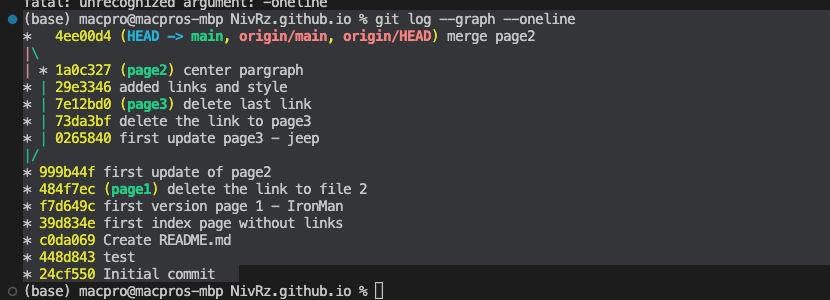 fatal: unrecognized argument: -oneline
(base) macpro@macpros-mbp NivRz.github.io % git log --graph --oneline
*   4ee00d4 (HEAD -> main, origin/main, origin/HEAD) merge page2
|\
| * 1a0c327 (page2) center pargraph
* | 29e3346 added links and style
* | 7e12bd0 (page3) delete last link
* | 73da3bf delete the link to page3
* | 0265840 first update page3 - jeep
|/
* 999b44f first update of page2
* 484f7ec (page1) delete the link to file 2
* f7d649c first version page 1 - IronMan
* 39d834e first index page without links
* c0da069 Create README.md
* 448d843 test
* 24cf550 Initial commit
(base) macpro@macpros-mbp NivRz.github.io %